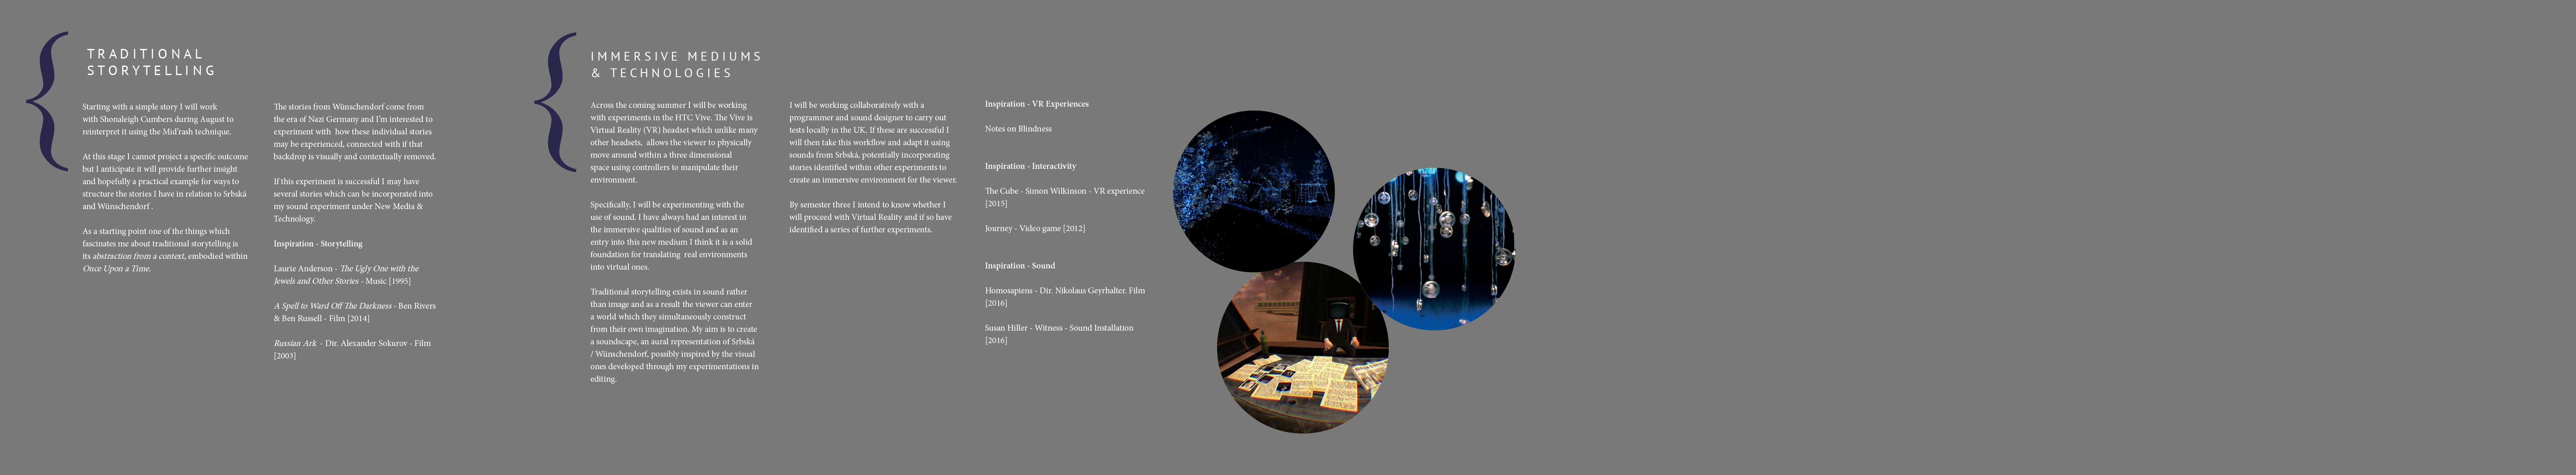 TRADITIONAL
STORYTELLING
Starting with a simple story I will work
with Shonaleigh Cumbers during August to
reinterpret it using the Mid'rash technique.
At this stage I cannot project a specific outcome
but I anticipate it will provide further insight
and hopefully a practical example for ways to
structure the stories I have in relation to Srbská
and Wünschendorf .
As a starting point one of the things which
fascinates me about traditional storytelling is
its abstraction from a context, embodied within
Once Upon a Time.
The stories from Wünschendorf come from
the era of Nazi Germany and I'm interested to
experiment with how these individual stories
may be experienced, connected with if that
backdrop is visually and contextually removed.
If this experiment is successful I may have
several stories which can be incorporated into
my sound experiment under New Media &
Technology.
Inspiration - Storytelling
Laurie Anderson - The Ugly One with the
Jewels and Other Stories - Music [1995]
A Spell to Ward Off The Darkness - Ben Rivers
& Ben Russell - Film [2014]
Russian Ark - Dir. Alexander Sokurov - Film
[2003]
IMMERSIVE MEDIUMS
& TECHNOLOGIES
Across the coming summer I will be working
with experiments in the HTC Vive. The Vive is
Virtual Reality (VR) headset which unlike many
other headsets, allows the viewer to physically
move around within a three dimensional
space using controllers to manipulate their
environment.
Specifically, I will be experimenting with the
use of sound. I have always had an interest in
the immersive qualities of sound and as an
entry into this new medium I think it is a solid
foundation for translating real environments
into virtual ones.
Traditional storytelling exists in sound rather
than image and as a result the viewer can enter
a world which they simultaneously construct
from their own imagination. My aim is to create
a soundscape, an aural representation of Srbská
/ Wünschendorf, possibly inspired by the visual
ones developed through my experimentations in
editing.
I will be working collaboratively with a
programmer and sound designer to carry out
tests locally in the UK. If these are successful I
will then take this workflow and adapt it using
sounds from Srbská, potentially incorporating
stories identified within other experiments to
create an immersive environment for the viewer.
By semester three I intend to know whether I
will proceed with Virtual Reality and if so have
identified a series of further experiments.
Inspiration - VR Experiences
Notes on Blindness
Inspiration - Interactivity
The Cube - Simon Wilkinson - VR experience
[2015]
Journey - Video game [2012]
Inspiration - Sound
Homosapiens - Dir. Nikolaus Geyrhalter. Film
[2016]
Susan Hiller - Witness - Sound Installation
[2016]